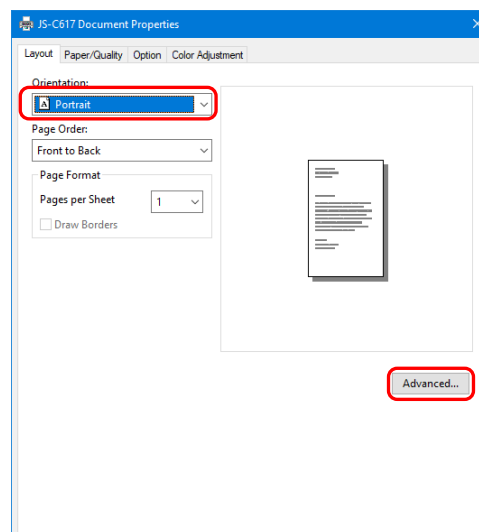 JS-C617 Document Properties
Layout Paper/Quality Option Color Adjustment
Orientation:
A Portrait
Page Order:
Front to Back
Page Format
Pages per Sheet 1
Draw Borders
Advanced...